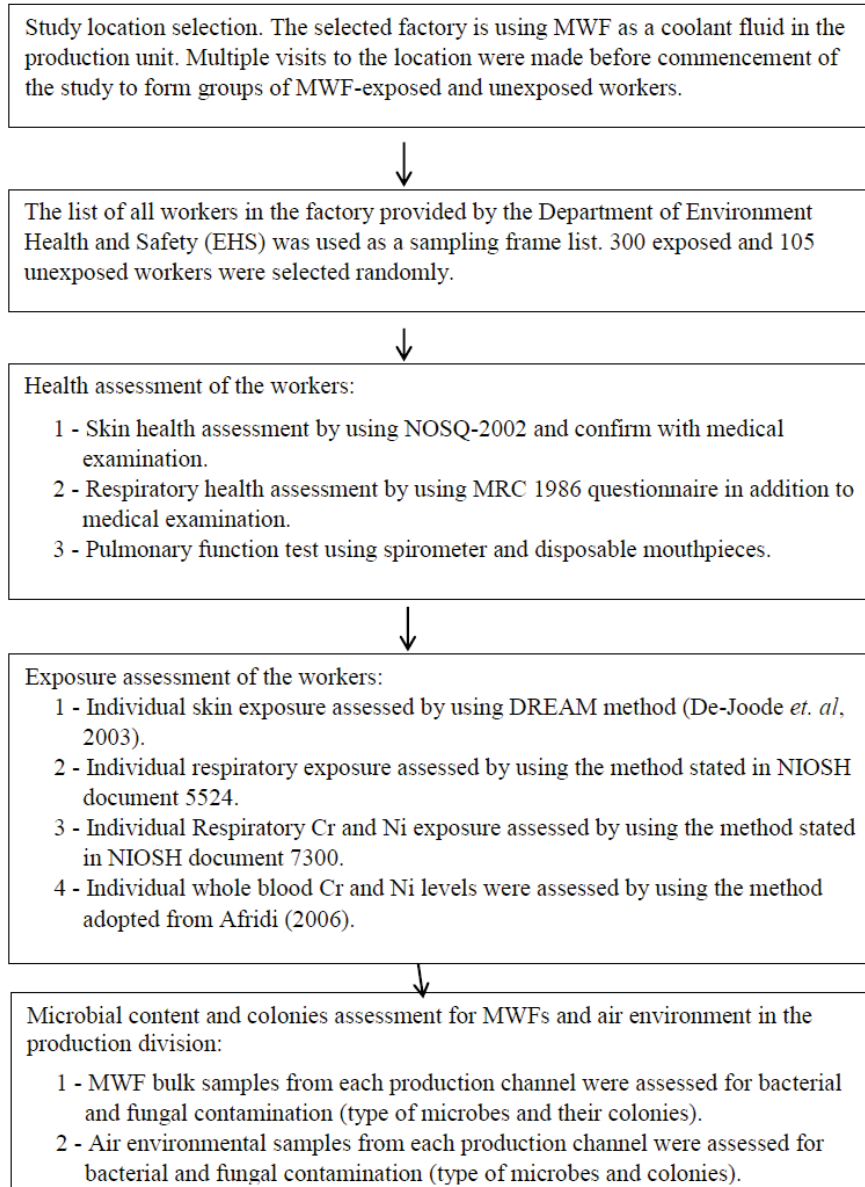 Study location selection. The selected factory is using MWF as a coolant fluid in the
production unit. Multiple visits to the location were made before commencement of
the study to form groups of MWF-exposed and unexposed workers.
The list of all workers in the factory provided by the Department of Environment
Health and Safety (EHS) was used as a sampling frame list. 300 exposed and 105
unexposed workers were selected randomly.
Health assessment of the workers:
1 - Skin health assessment by using NOSQ-2002 and confirm with medical
examination.
2 - Respiratory health assessment by using MRC 1986 questionnaire in addition to
medical examination.
3 - Pulmonary function test using spirometer and disposable mouthpieces.
Exposure assessment of the workers:
1 - Individual skin exposure assessed by using DREAM method (De-Joode et. al,
2003).
2 - Individual respiratory exposure assessed by using the method stated in NIOSH
document 5524.
3 - Individual Respiratory Cr and Ni exposure assessed by using the method stated
in NIOSH document 7300.
4 - Individual whole blood Cr and Ni levels were assessed by using the method
adopted from Afridi (2006).
Microbial content and colonies assessment for MWFs and air environment in the
production division:
1 - MWF bulk samples from each production channel were assessed for bacterial
and fungal contamination (type of microbes and their colonies).
2 - Air environmental samples from each production channel were assessed for
bacterial and fungal contamination (type of microbes and colonies).